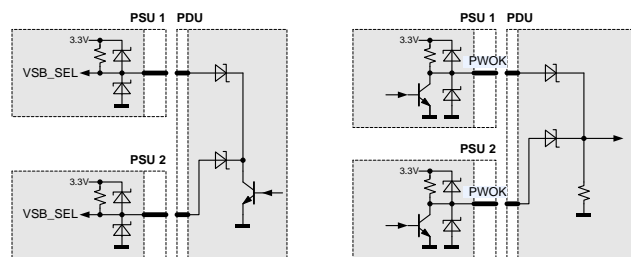 PSU 1 PDU
3.3V
VSB_SEL
PSU 2
3.3V
VSB_SEL
PSU 1 PDU
3.3V
PWOK
PSU 2
3.3V
PWOK